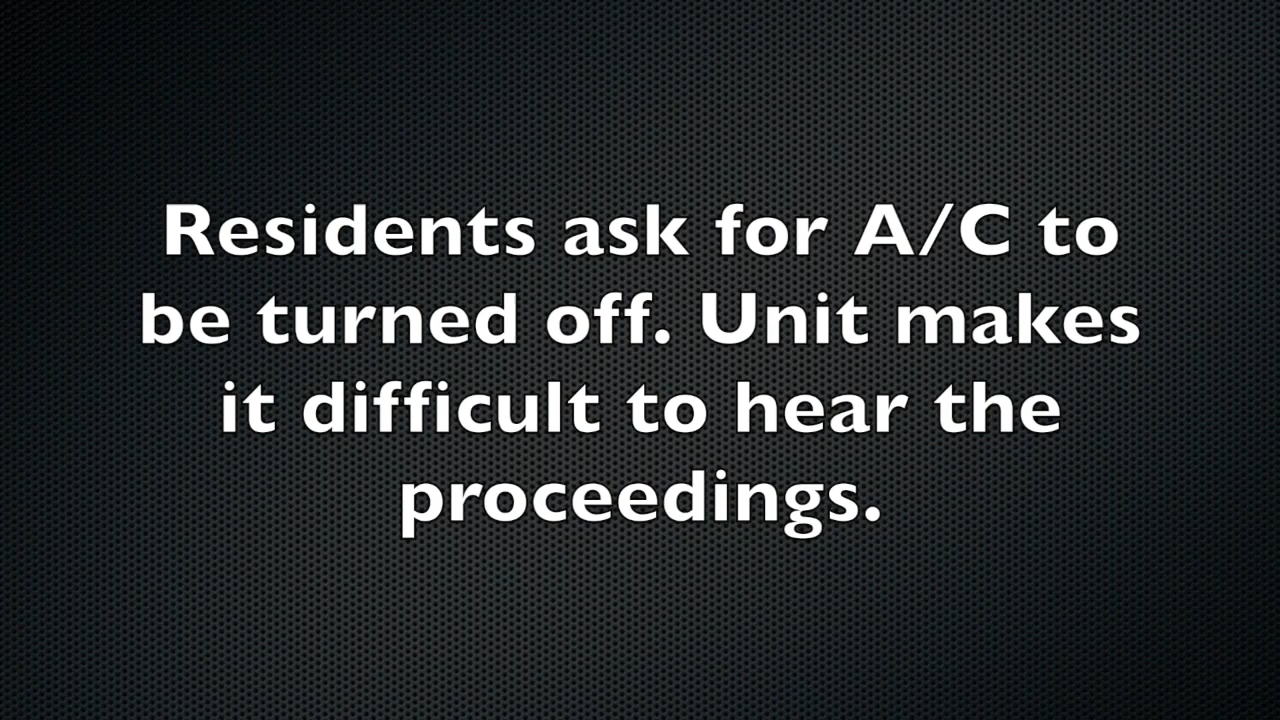 Residents ask for A/C to
be turned off. Unit makes
it difficult to hear the
proceedings.